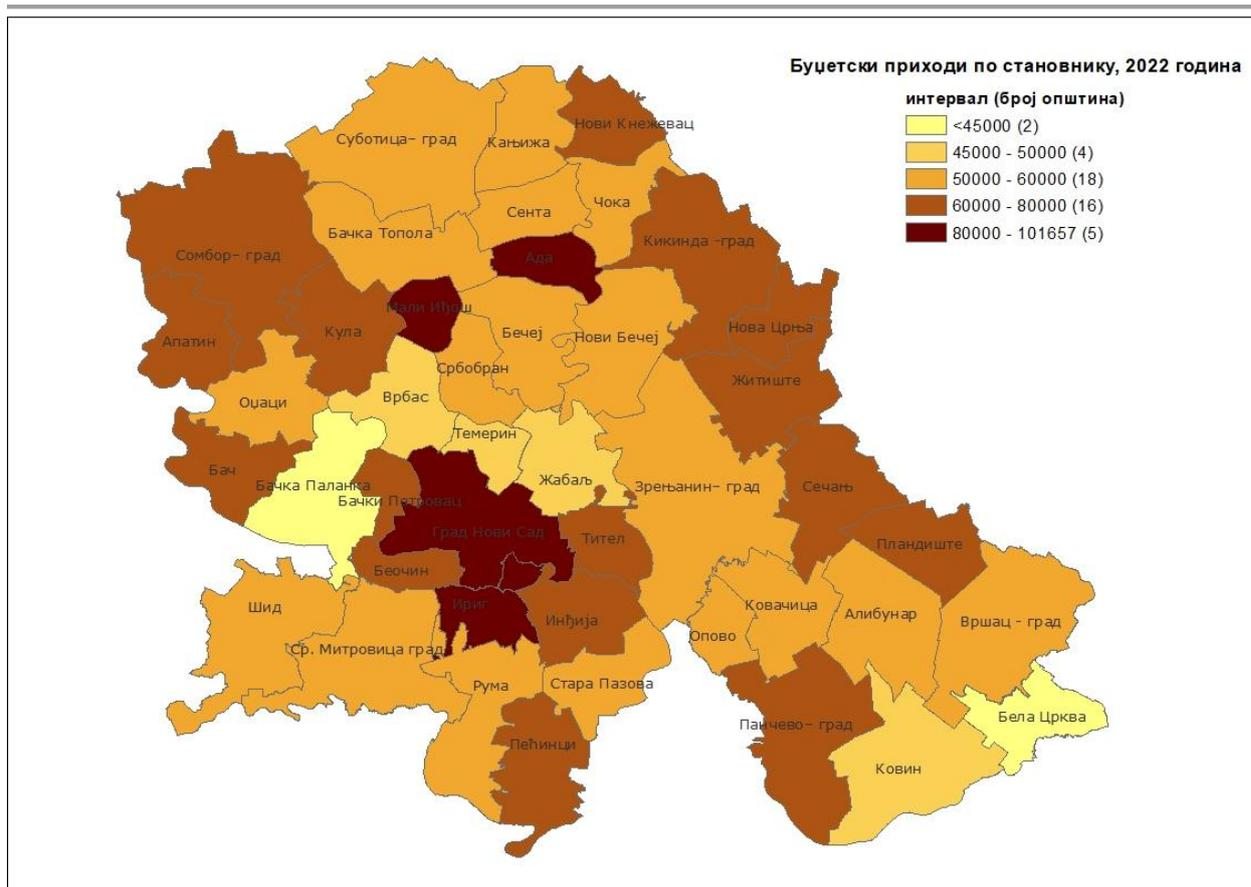 Буџетски приходи по становнику, 2022 година
интервал (број општина)
<45000 (2)
45000 - 50000 (4)
50000 - 60000 (18)
60000 - 80000 (16)
80000 - 101657 (5)
Нови Кнежевац
Суботица- град
Кањижа
Чока
Сента
Бачка Топола
Кикинда -град
Сомбор- град
Ада
Мали Иђош
Нова Црња
Кула
Бечеј
Нови Бечеј
Апатин
Србобран
Житиште
Врбас
Оџаци
Темерин
Бач
Жабаљ
Бачка Паланка
Зрењанин- град
Сечањ
Бачки Петровац
Град Нови Сад
Тител
Пландиште
Беочин
Ириг
Ковачица
Шид
Алибунар
Инђија
Вршац - град
Опово
Ср. Митровица град
Рума
Стара Пазова
Бела Црква
Панчево- град
Пећинци
Ковин